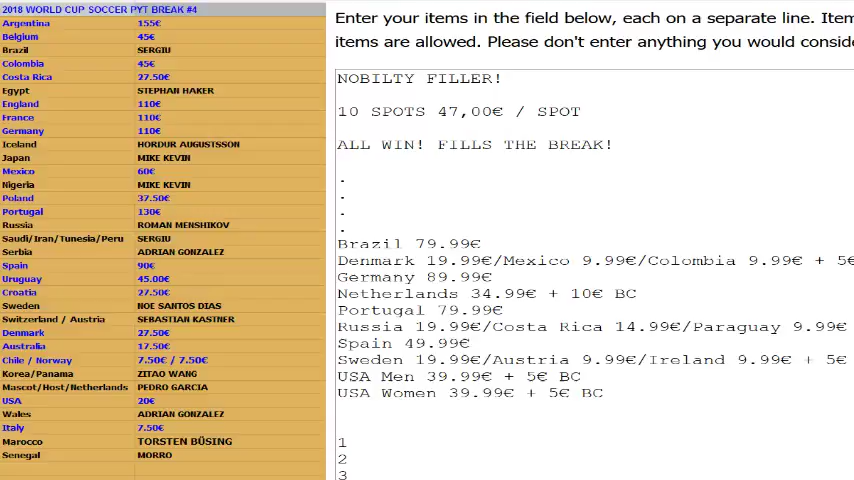 2018 WORLD CUP SOCCER PYT BREAK #4
Argentina 155€
Belgium 45€
Brazil SERGIU
Colombia 45€
Costa Rica 27.50€
Egypt STEPHAN HAKER
England 110€
France 110€
Germany 110€
Iceland HORDUR AUGUSTSSON
Japan MIKE KEVIN
Mexico 60€
Nigeria MIKE KEVIN
Poland 37.50€
Portugal 130€
Russia ROMAN MENSHIKOV
Saudi/Iran/Tunesia/Peru SERGIU
Serbia ADRIAN GONZALEZ
Spain 90€
Uruguay 45.00€
Croatia 27.50€
Sweden NOE SANTOS DIAS
Switzerland / Austria SEBASTIAN KASTNER
Denmark 27.50€
Australia 17.50€
Chile / Norway 7.50€ / 7.50€
Korea/Panama ZITAO WANG
Mascot/Host/Netherlands PEDRO GARCIA
USA 20€
Wales ADRIAN GONZALEZ
Italy 7.50€
Marocco TORSTEN BÜSING
Senegal MORRO
Enter your items in the field below, each on a separate line. Item
items are allowed. Please don't enter anything you would conside
NOBILTY FILLER!
10 SPOTS 47,00€ / SPOT
ALL WIN! FILLS THE BREAK!
.
.
.
.
Brazil 79.99€
Denmark 19.99€/Mexico 9.99€/Colombia 9.99€ + 5€
Germany 89.99€
Netherlands 34.99€ + 10€ BC
Portugal 79.99€
Russia 19.99€/Costa Rica 14.99€/Paraguay 9.99€
Spain 49.99€
Sweden 19.99€/Austria 9.99€/Ireland 9.99€ + 5€
USA Men 39.99€ + 5€ BC
USA Women 39.99€ + 5€ BC
1
2
3